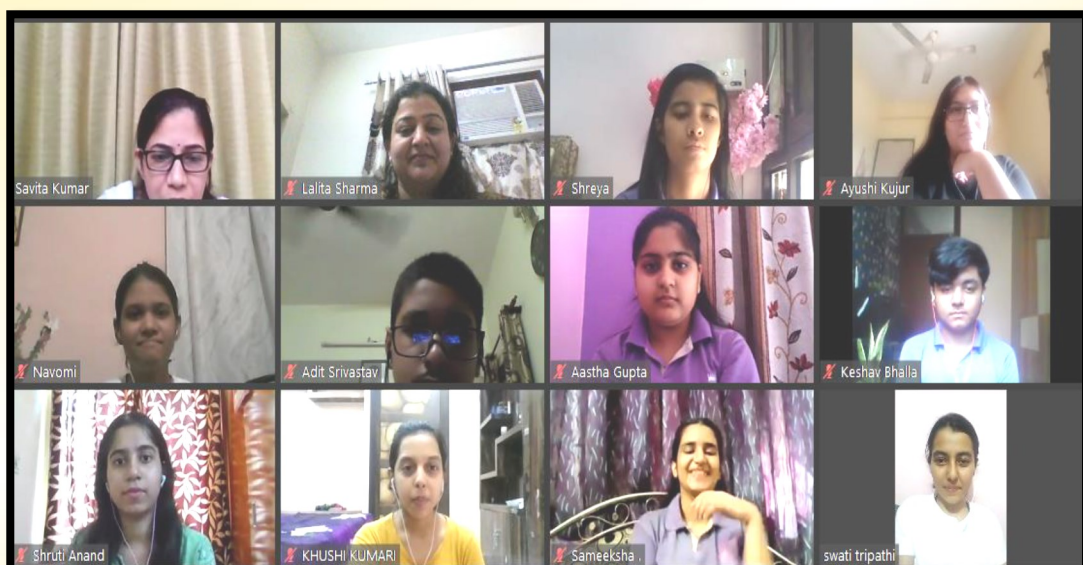 Savita Kumar
Lalita Sharma
Shreya
Ayushi Kujur
Navomi
Adit Srivastav
Aastha Gupta
Keshav Bhalla
Shruti Anand
KHUSHI KUMARI
Sameeksha .
swati tripathi